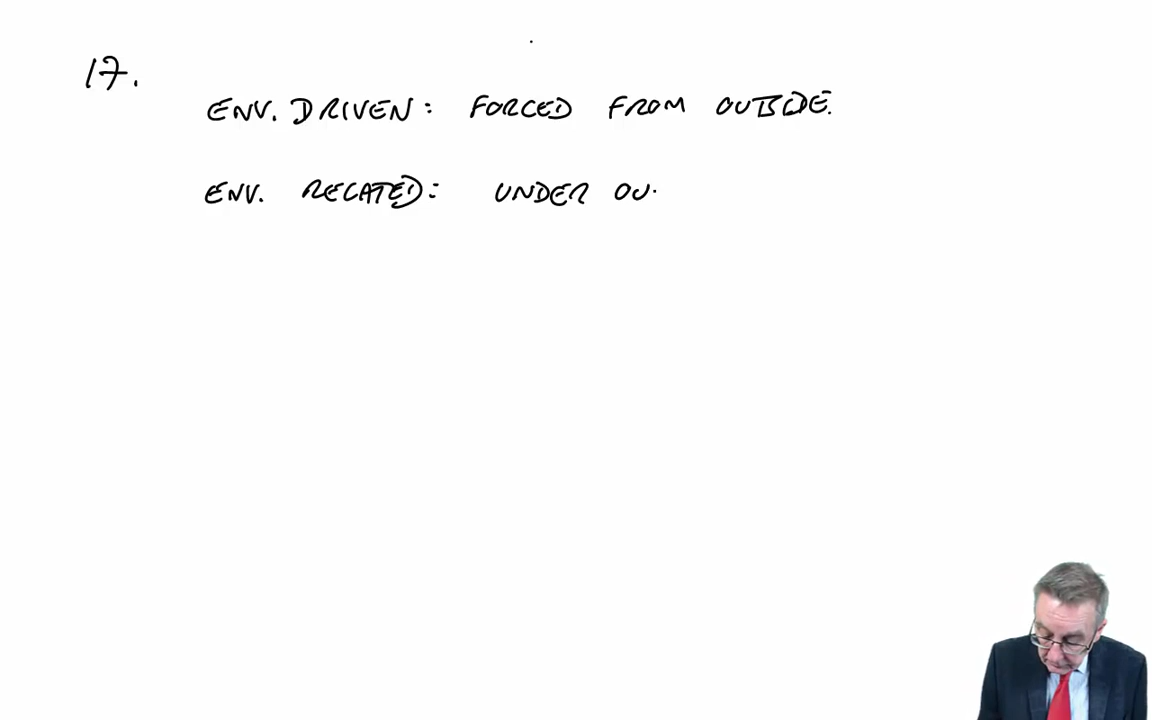 17.
ENV. DRIVEN: FORCED FROM OUTSIDE.
ENV. RELATED: UNDER OU